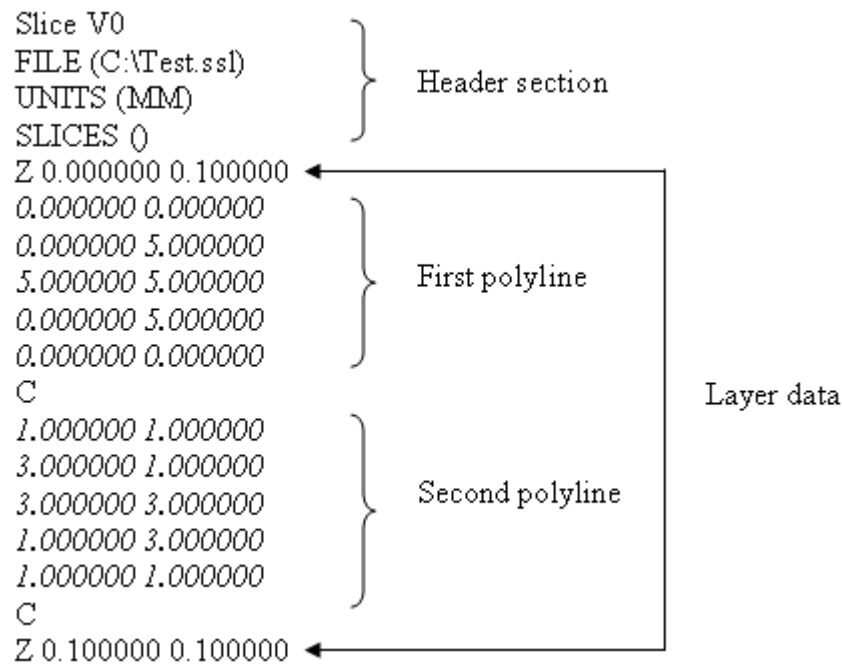 Slice V0
FILE (C:\Test.ssl)
UNITS (MM)
SLICES ()
Header section
Z 0.000000 0.100000
0.000000 0.000000
0.000000 5.000000
5.000000 5.000000
0.000000 5.000000
0.000000 0.000000
First polyline
C
Layer data
1.000000 1.000000
3.000000 1.000000
3.000000 3.000000
1.000000 3.000000
1.000000 1.000000
Second polyline
C
Z 0.100000 0.100000